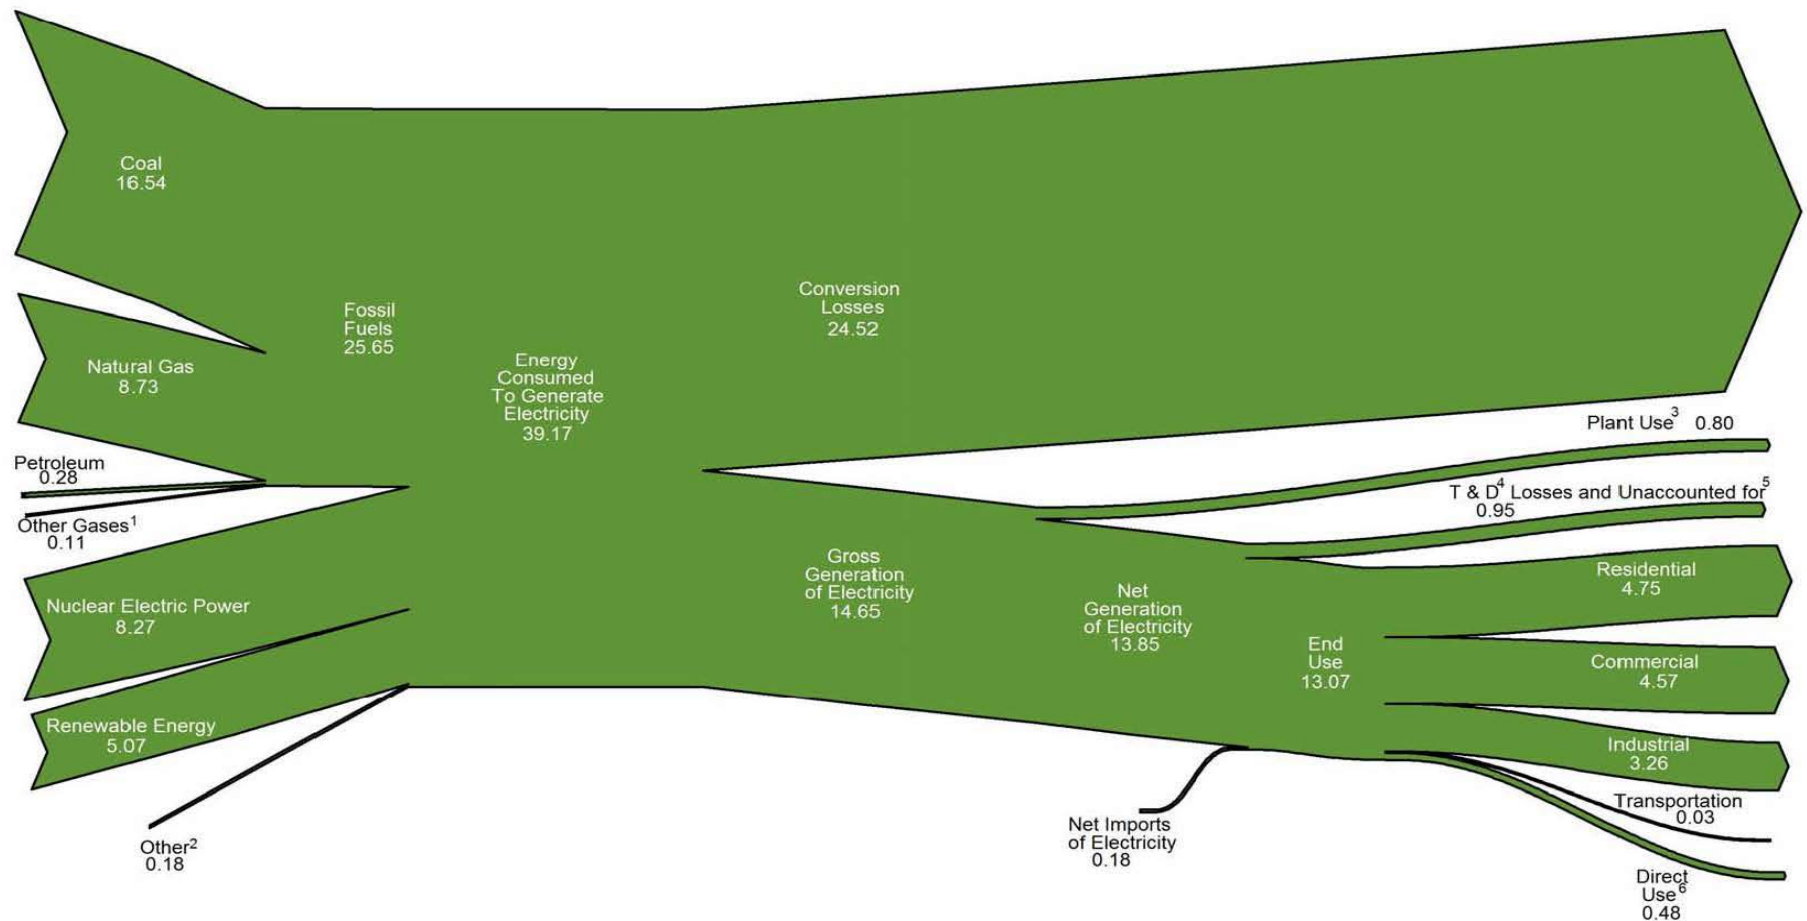 Coal
16.54
Natural Gas
8.73
Petroleum
0.28
Other Gases¹
0.11
Nuclear Electric Power
8.27
Renewable Energy
5.07
Other²
0.18
Fossil
Fuels
25.65
Energy
Consumed
To Generate
Electricity
39.17
Conversion
Losses
24.52
Gross
Generation
of Electricity
14.65
Net
Generation
of Electricity
13.85
Net Imports
of Electricity
0.18
End
Use
13.07
Plant Use³ 0.80
T & D⁴ Losses and Unaccounted for⁵
0.95
Residential
4.75
Commercial
4.57
Industrial
3.26
Transportation
0.03
Direct
Use⁶
0.48